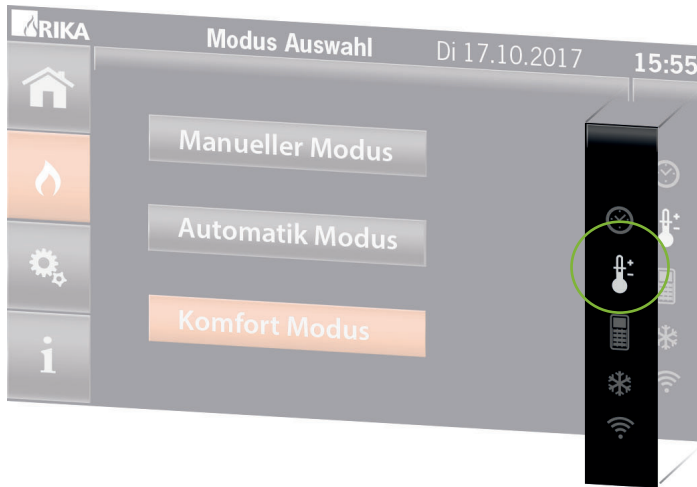 RIKA
Modus Auswahl
Di 17.10.2017
15:55
Manueller Modus
Automatik Modus
Komfort Modus
i